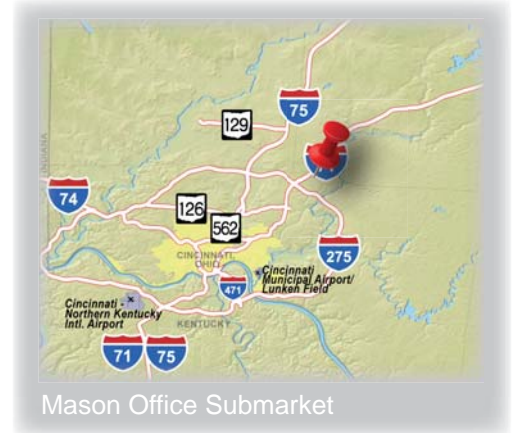 75
129
INDIANA
74
126
562
CINCINNATI,
OHIO
275
Cincinnati
Municipal Airport/
Lunken Field
471
Cincinnati -
Northern Kentucky
Intl. Airport
KENTUCKY
71
75
Mason Office Submarket